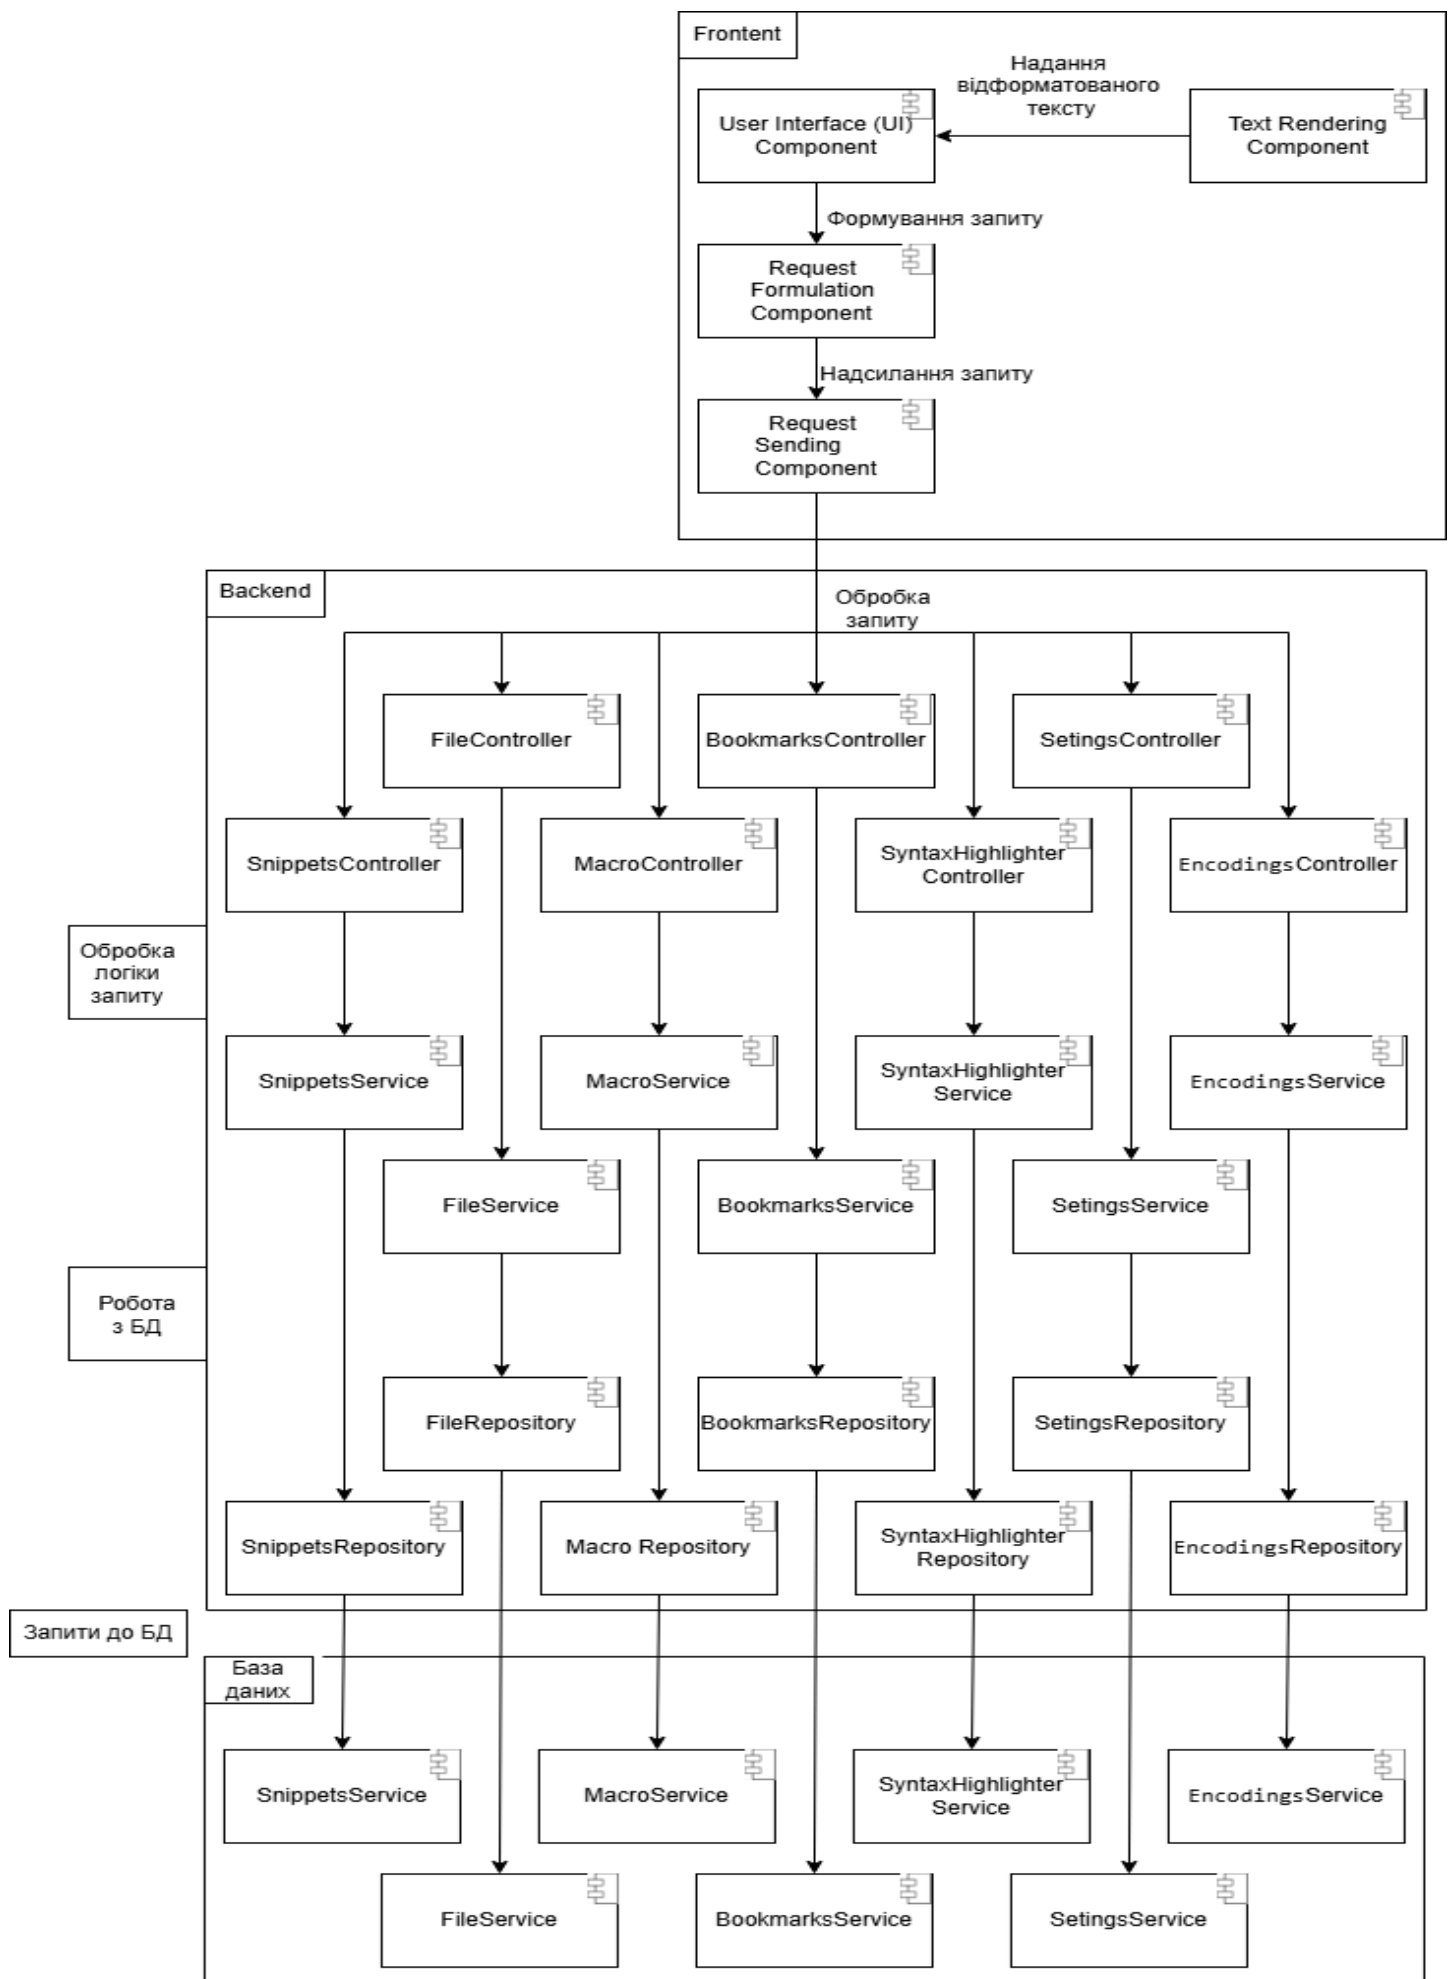 Frontent
Надання
відформатованого
тексту
User Interface (UI)
Component
Text Rendering
Component
Формування запиту
Request
Formulation
Component
Надсилання запиту
Request
Sending
Component
Backend
Обробка
запиту
FileController
BookmarksController
SetingsController
SnippetsController
MacroController
SyntaxHighlighter
Controller
EncodingsController
Обробка
логіки
запиту
SnippetsService
MacroService
SyntaxHighlighter
Service
EncodingsService
FileService
BookmarksService
SetingsService
Робота
з БД
FileRepository
BookmarksRepository
SetingsRepository
SnippetsRepository
Macro Repository
SyntaxHighlighter
Repository
EncodingsRepository
Запити до БД
База
даних
SnippetsService
MacroService
SyntaxHighlighter
Service
EncodingsService
FileService
BookmarksService
SetingsService